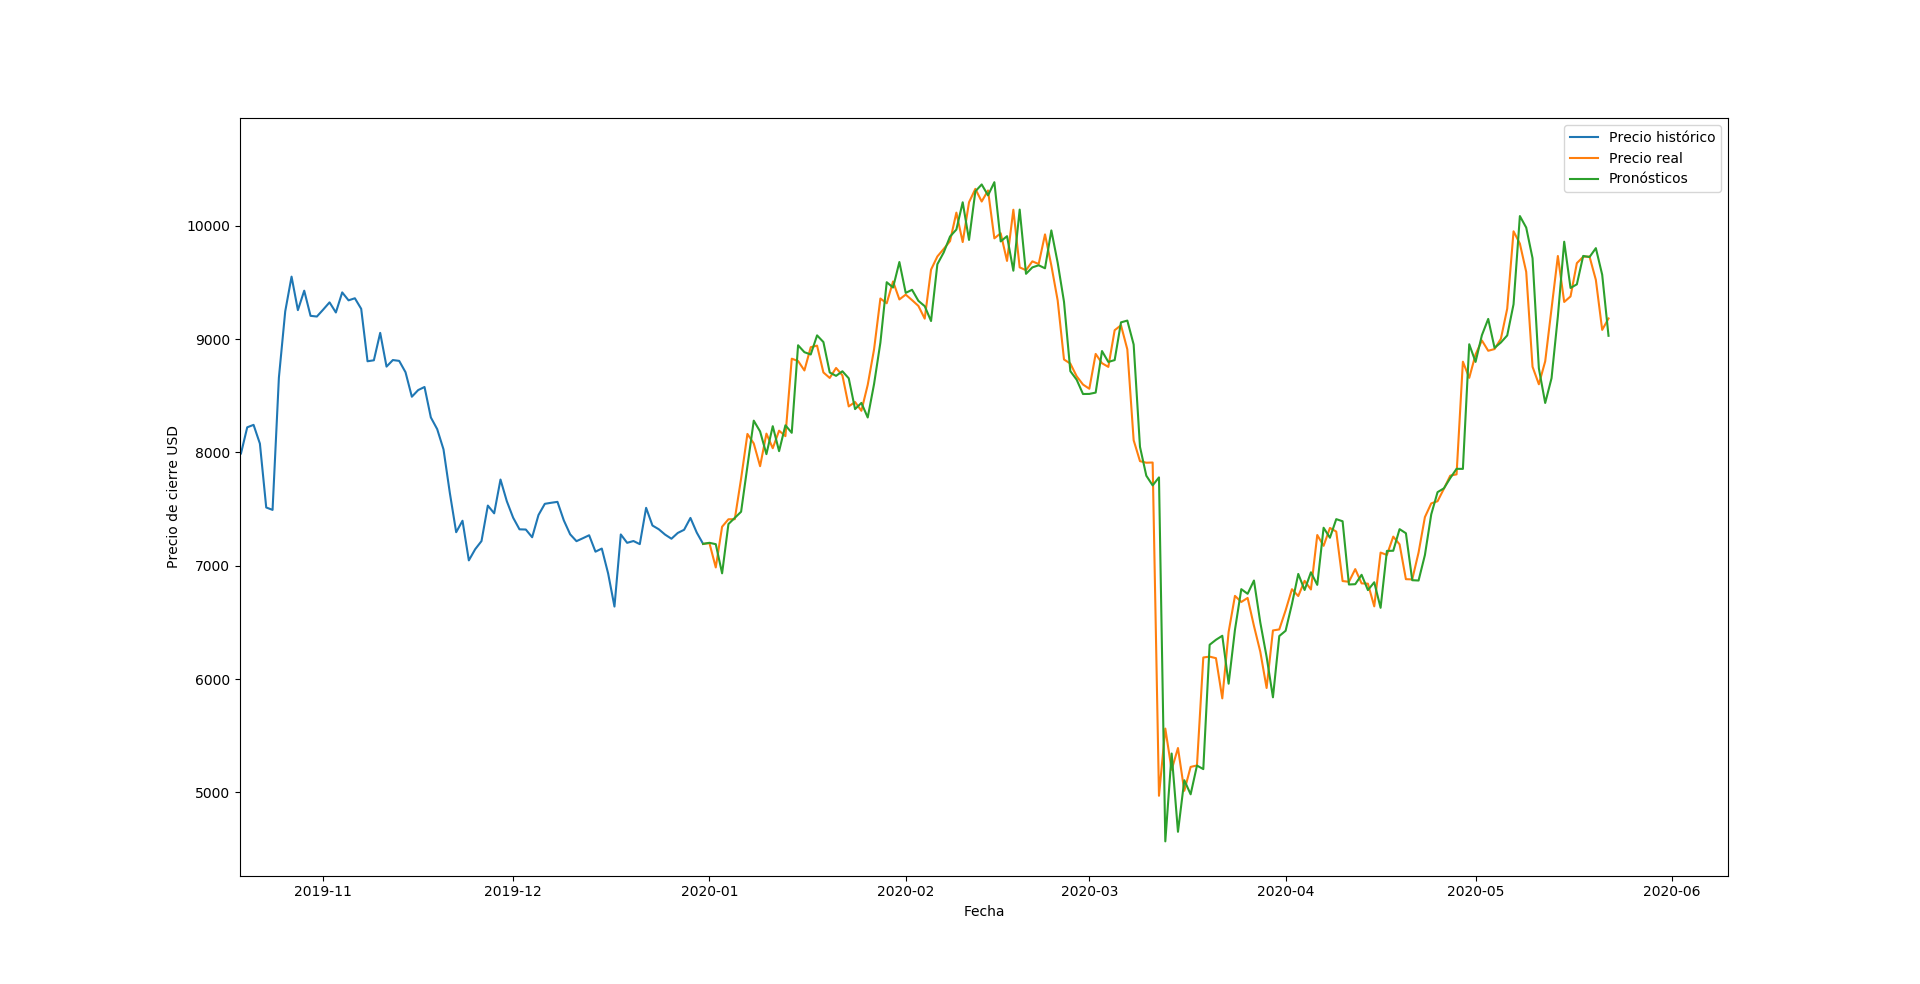 Precio histórico
Precio real
Pronósticos
Precio de cierre USD
10000
9000
8000
7000
6000
5000
2019-11 2019-12 2020-01 2020-02 2020-03 2020-04 2020-05 2020-06
Fecha